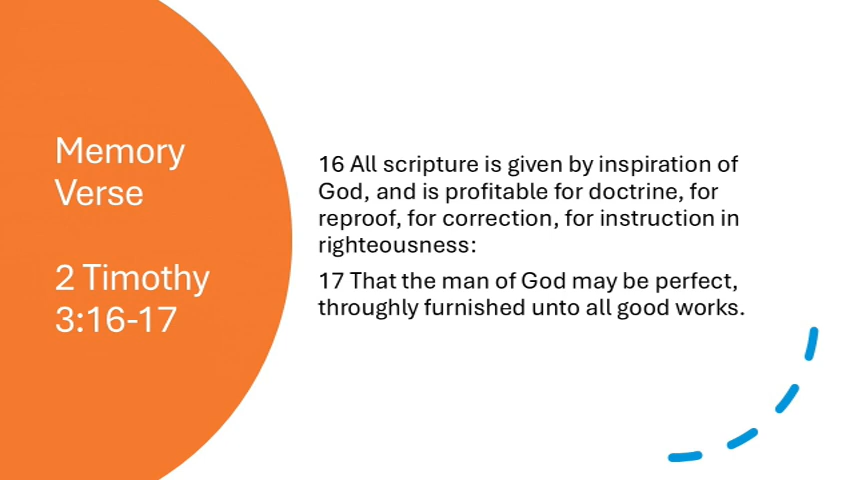 Memory
Verse
2 Timothy
3:16-17
16 All scripture is given by inspiration of
God, and is profitable for doctrine, for
reproof, for correction, for instruction in
righteousness:
17 That the man of God may be perfect,
throughly furnished unto all good works.